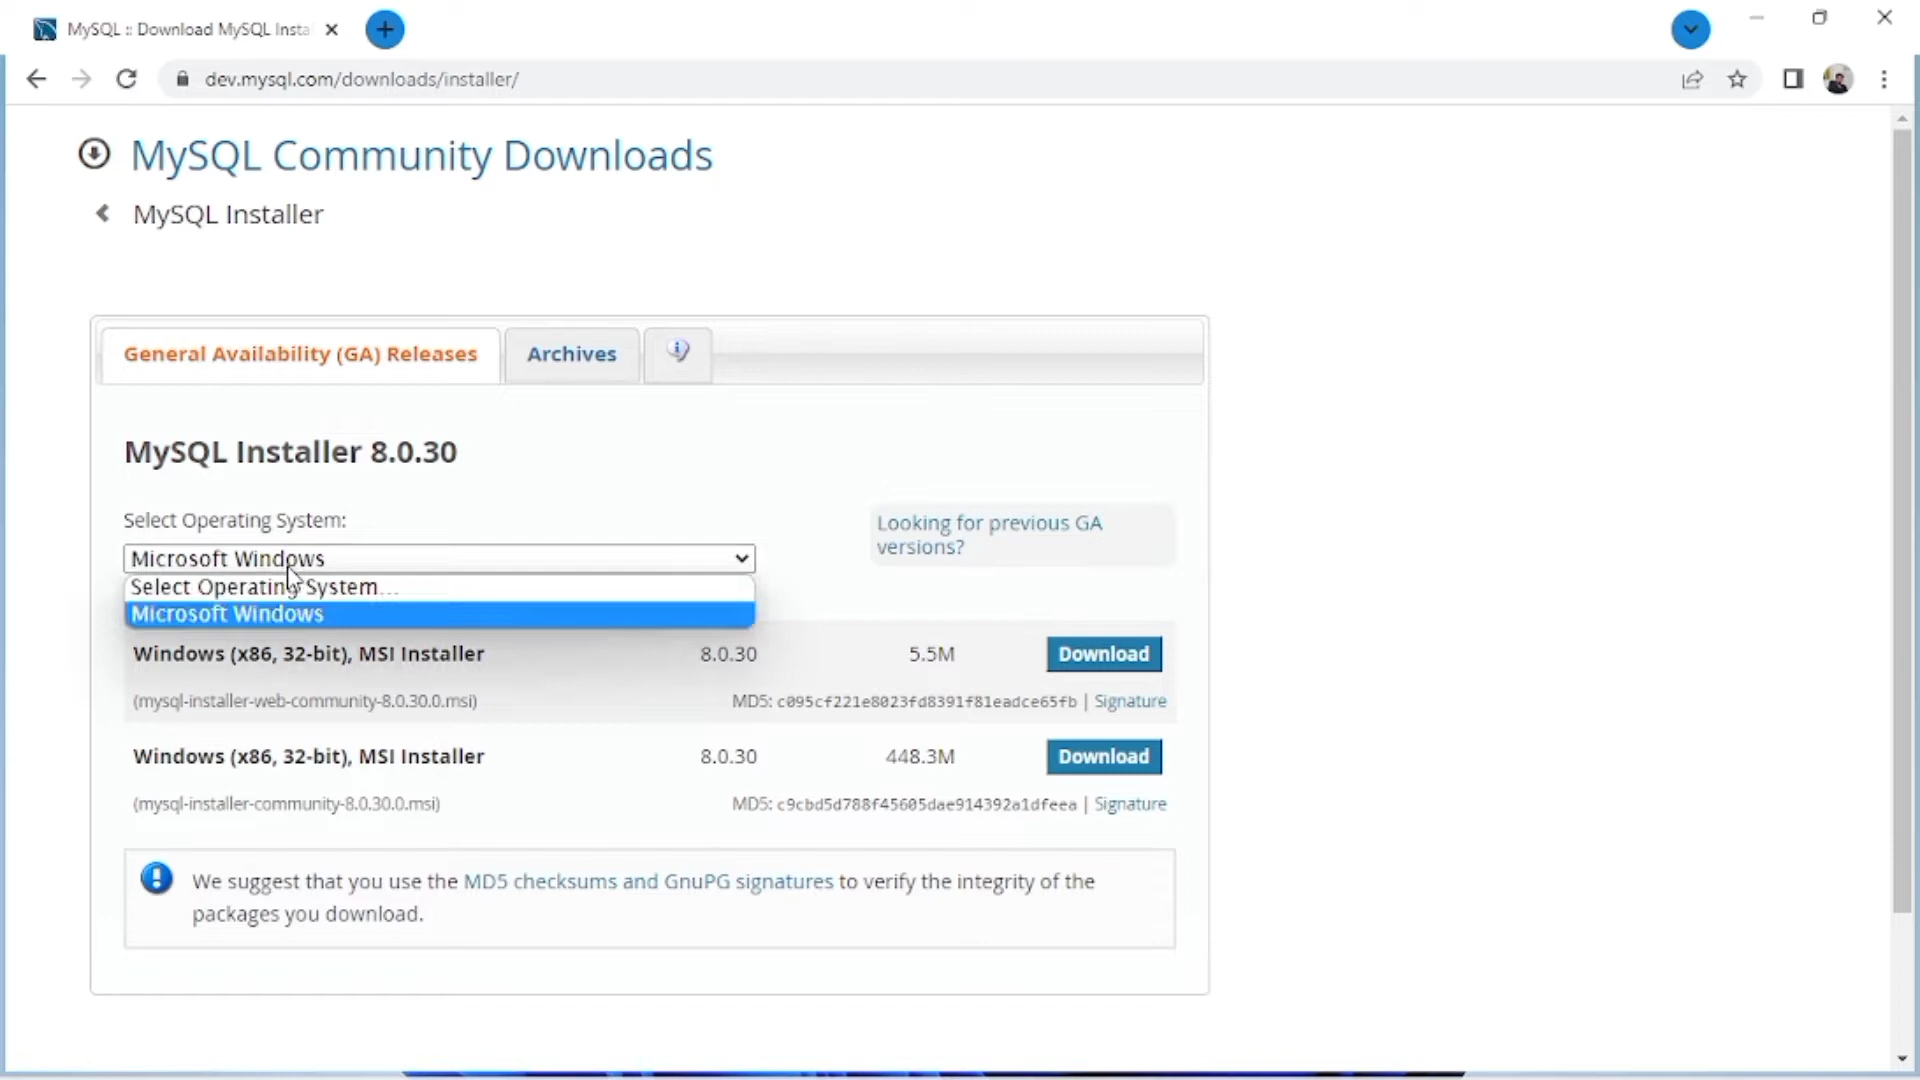 MySQL :: Download MySQL Insta
dev.mysql.com/downloads/installer/
MySQL Community Downloads
MySQL Installer
General Availability (GA) Releases
Archives
MySQL Installer 8.0.30
Select Operating System:
Looking for previous GA
versions?
Microsoft Windows
Select Operating System…
Microsoft Windows
Windows (x86, 32-bit), MSI Installer 8.0.30 5.5M Download
(mysql-installer-web-community-8.0.30.0.msi) MD5: c095cf221e8023fd8391f81eadce65fb | Signature
Windows (x86, 32-bit), MSI Installer 8.0.30 448.3M Download
(mysql-installer-community-8.0.30.0.msi) MD5: c9cbd5d788f45605dae914392a1dfeea | Signature
We suggest that you use the MD5 checksums and GnuPG signatures to verify the integrity of the
packages you download.